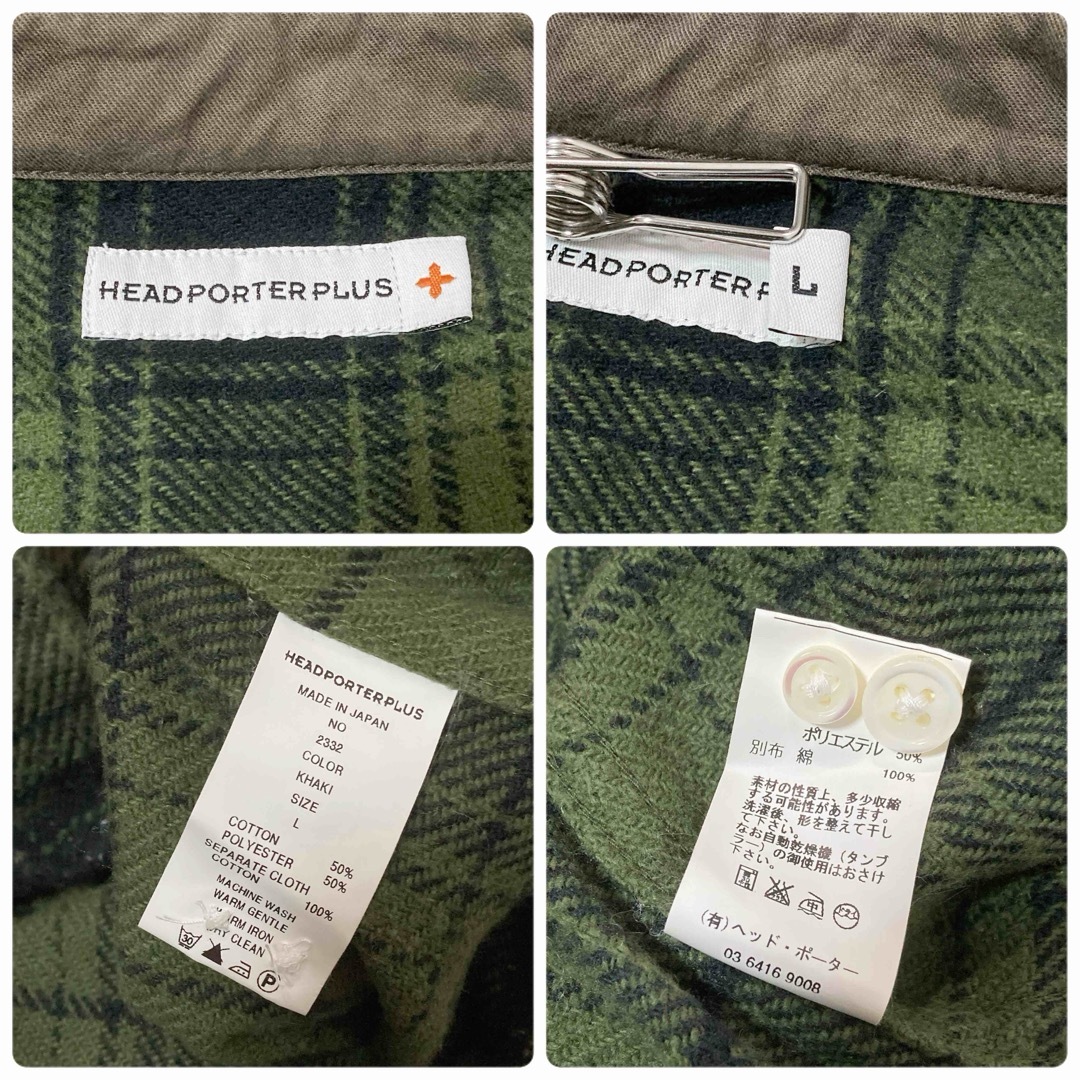 HEADPORTERPLUS
HEADPORTERP
L
HEADPORTERPLUS
MADE IN JAPAN
NO
2332
COLOR
KHAKI
SIZE
L
COTTON 50%
POLYESTER 50%
SEPARATE CLOTH
COTTON 100%
MACHINE WASH
WARM GENTLE
WARM IRON
DRY CLEAN
30
P
ポリエステル 50%
別布 綿 100%
素材の性質上、多少収縮
する可能性があります。
洗濯後、形を整えて干し
て下さい。
なお自動乾燥機（タンブ
ラー）の御使用はおさけ
下さい。
中
(有)ヘッド・ポーター
03 6416 9008